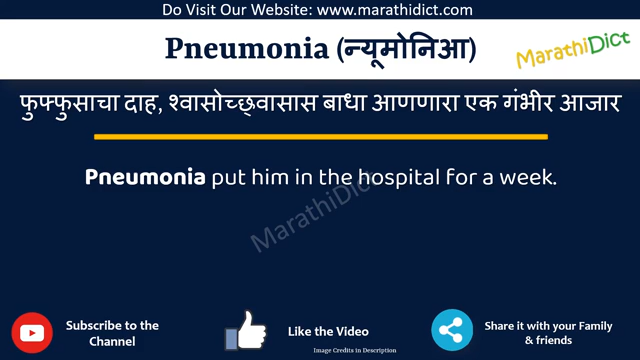 Do Visit Our Website: www.marathidict.com
Pneumonia (न्यूमोनिआ)
MarathiDict
फुफ्फुसाचा दाह, श्वासोच्छ्वासास बाधा आणणारा एक गंभीर आजार
Pneumonia put him in the hospital for a week.
MarathiDict
Subscribe to the
Channel
Like the Video
Share it with your Family
& friends
Image Credits in Description